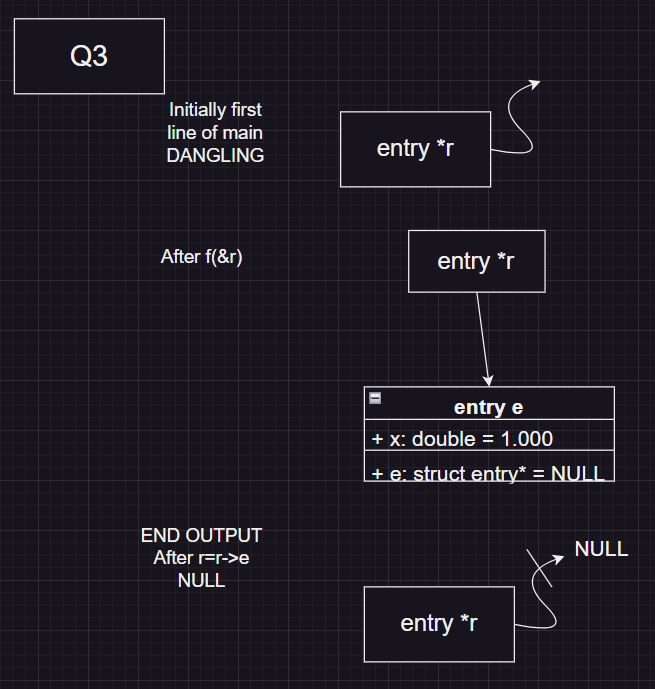 Q3
Initially first
line of main
DANGLING
entry *r
After f(&r)
entry *r
entry e
+ x: double = 1.000
+ e: struct entry* = NULL
END OUTPUT
After r=r->e
NULL
NULL
entry *r